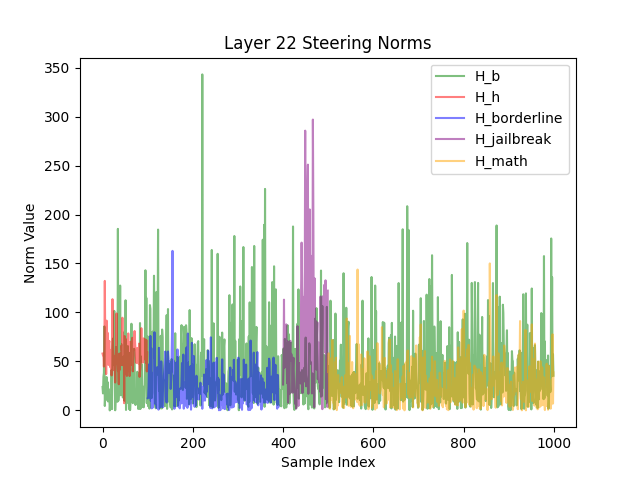 Layer 22 Steering Norms
350
300
250
200
150
100
50
0
Norm Value
H_b
H_h
H_borderline
H_jailbreak
H_math
0 200 400 600 800 1000
Sample Index